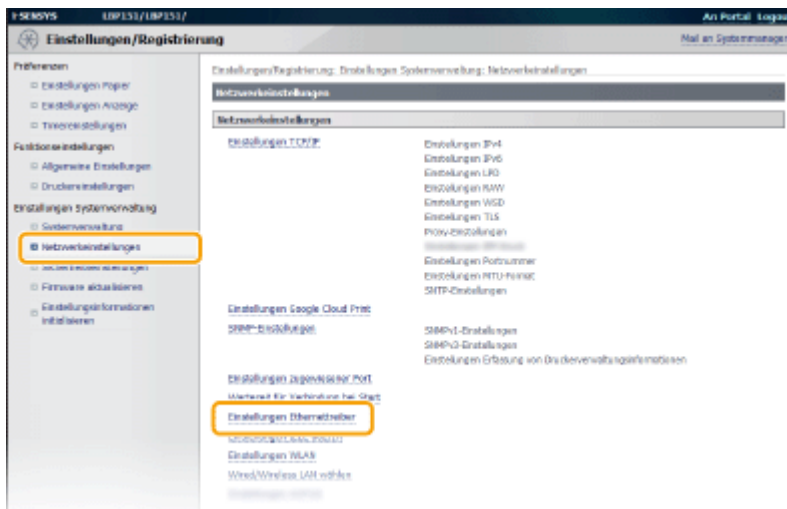 i-SENSYS LBP151/LBP151/ An Portal Logou
Einstellungen/Registrierung Mail an Systemmanager
Präferenzen
Einstellungen Papier
Einstellungen Anzeige
Timereinstellungen
Funktionseinstellungen
Allgemeine Einstellungen
Druckereinstellungen
Einstellungen Systemverwaltung
Systemverwaltung
Netzwerkeinstellungen
Sicherheitseinstellungen
Firmware aktualisieren
Einstellungsinformationen
initialisieren
Einstellungen/Registrierung: Einstellungen Systemverwaltung: Netzwerkeinstellungen
Netzwerkeinstellungen
Netzwerkeinstellungen
Einstellungen TCP/IP
Einstellungen IPv4
Einstellungen IPv6
Einstellungen LPD
Einstellungen RAW
Einstellungen WSD
Einstellungen TLS
Proxy-Einstellungen
Einstellungen Portnummer
Einstellungen MTU-Format
SNTP-Einstellungen
Einstellungen Google Cloud Print
SNMP-Einstellungen
SNMPv1-Einstellungen
SNMPv3-Einstellungen
Einstellungen Erfassung von Druckerverwaltungsinformationen
Einstellungen zugewiesener Port
Wartezeit für Verbindung bei Start
Einstellungen Ethernettreiber
Einstellungen WLAN
Wired/Wireless LAN wählen